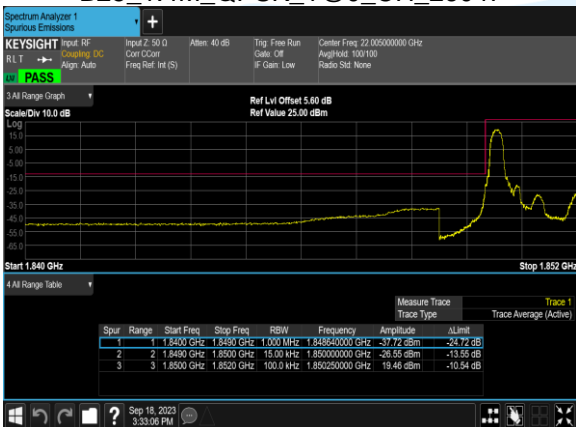 Spectrum Analyzer 1
Spurious Emissions
+
KEYSIGHT Input: RF Input Z: 50 Ω Atten: 40 dB Trig: Free Run Center Freq: 22.005000000 GHz
RLT Coupling: DC Corr CCorr Gate: Off Avg|Hold: 100/100
Align: Auto Freq Ref: Int (S) IF Gain: Low Radio Std: None
LW PASS
3 All Range Graph Ref Lvl Offset 5.60 dB
Scale/Div 10.0 dB Ref Value 25.00 dBm
Log
15.0
5.00
-5.00
-15.0
-25.0
-35.0
-45.0
-55.0
-65.0
Start 1.840 GHz Stop 1.852 GHz
4 All Range Table
Measure Trace Trace 1
Trace Type Trace Average (Active)
Spur Range Start Freq Stop Freq RBW Frequency Amplitude ΔLimit
1 1 1.8400 GHz 1.8490 GHz 1.000 MHz 1.848640000 GHz -37.72 dBm -24.72 dB
2 2 1.8490 GHz 1.8500 GHz 15.00 kHz 1.850000000 GHz -26.55 dBm -13.55 dB
3 3 1.8500 GHz 1.8520 GHz 100.0 kHz 1.850250000 GHz 19.46 dBm -10.54 dB
? Sep 18, 2023
3:33:06 PM